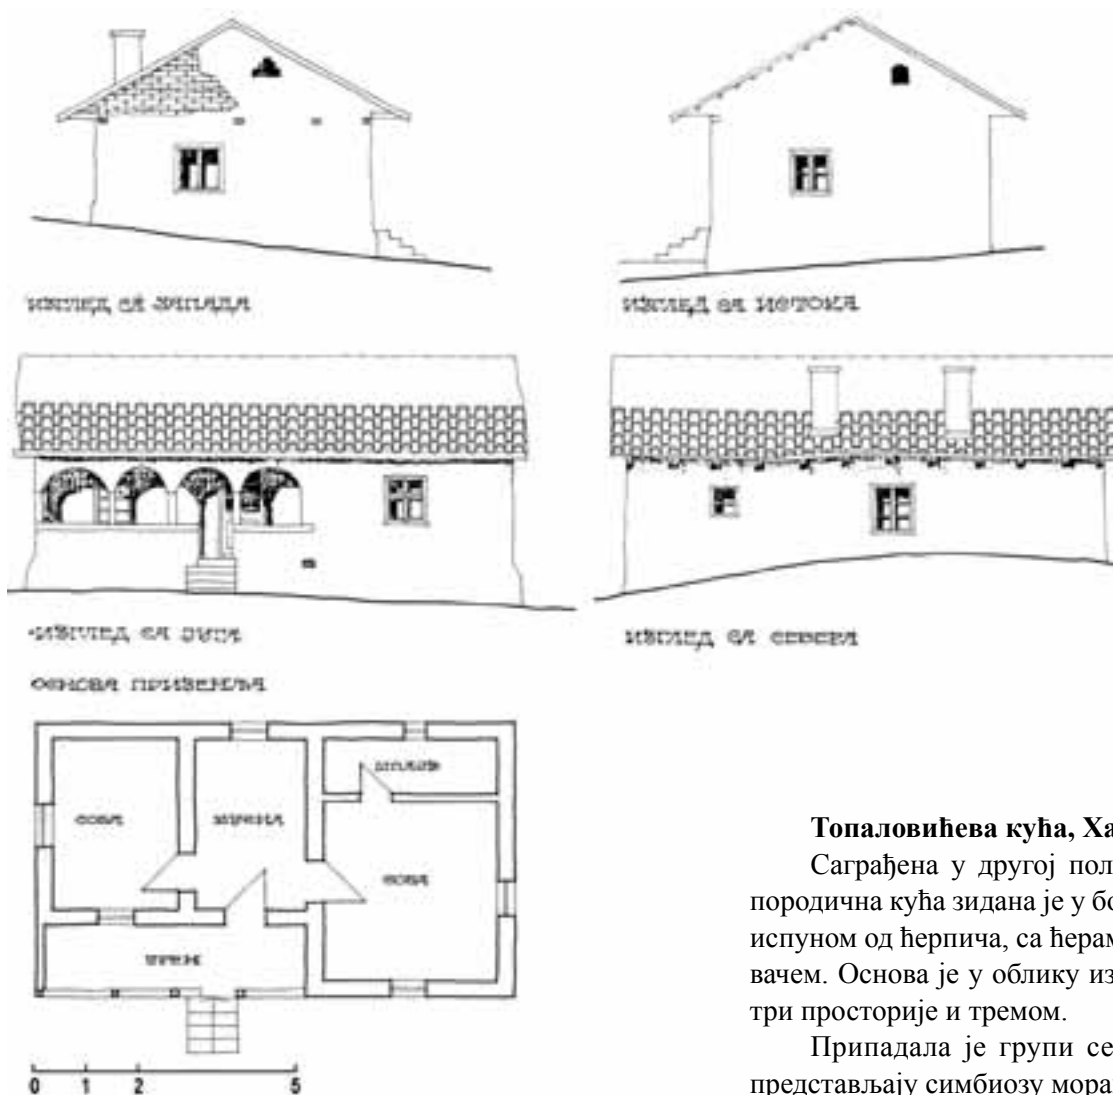 ИЗГЛЕД СА ЗАПАДА
ИЗГЛЕД СА ИСТОКА
ИЗГЛЕД СА ЈУГА
ИЗГЛЕД СА СЕВЕРА
ОСНОВА ПРИЗЕМЉА
СОБА
СОБА
ТРЕМ
0 1 2 5
Топаловићева кућа, Ха
Саграђена у другој пол
породична кућа зидана је у бо
испуном од ћерпича, са ћерам
вачем. Основа је у облику из
три просторије и тремом.
Припадала је групи се
представљају симбиозу мора